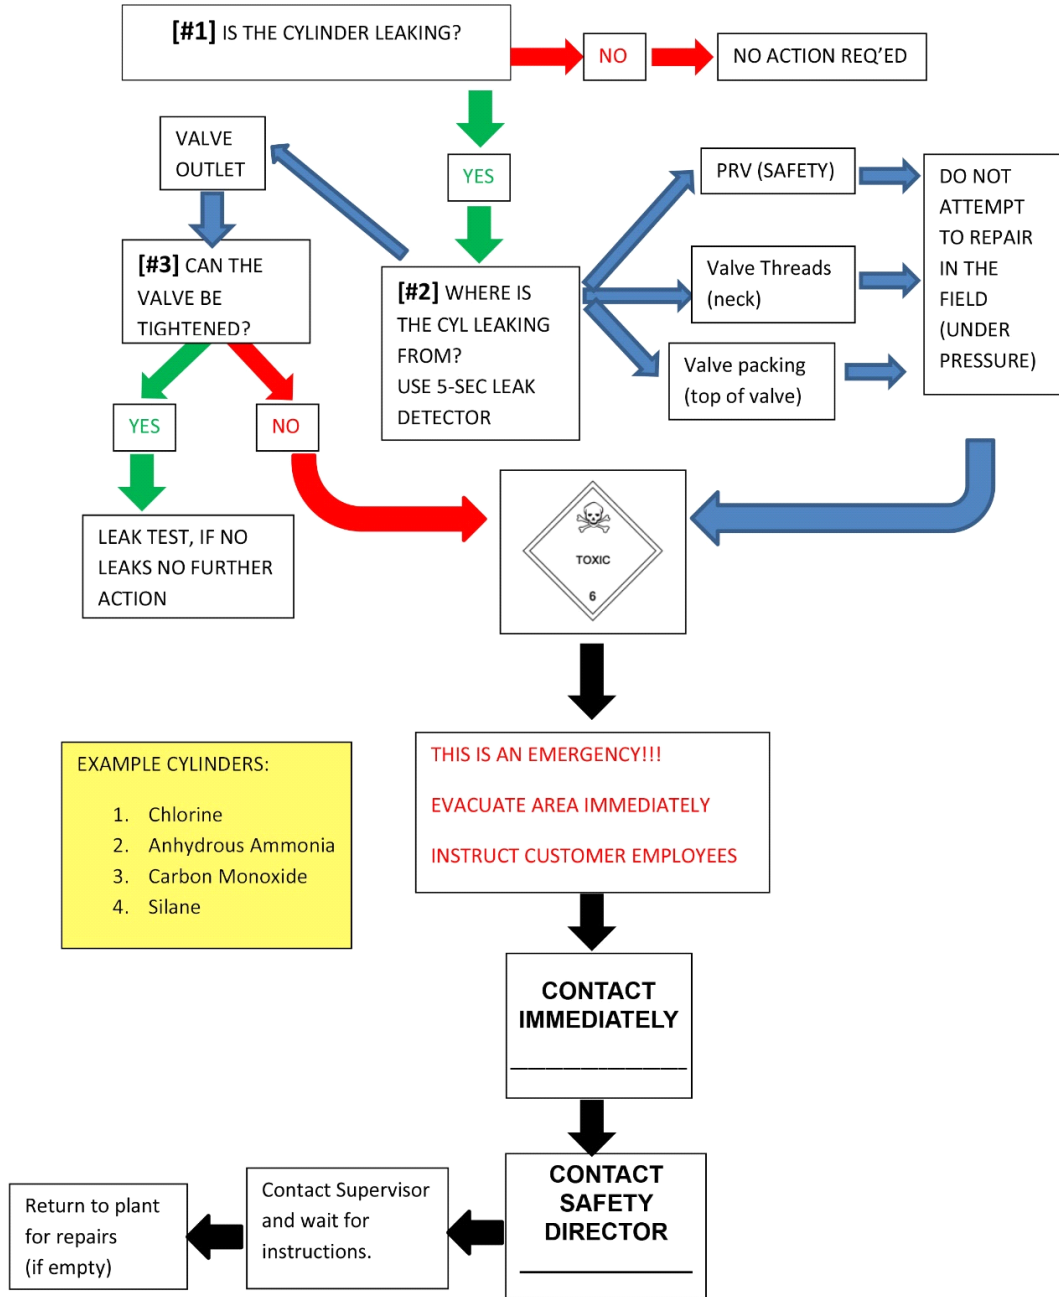 [#1] IS THE CYLINDER LEAKING?
NO
NO ACTION REQ'ED
YES
VALVE
OUTLET
PRV (SAFETY)
DO NOT
ATTEMPT
TO REPAIR
IN THE
FIELD
(UNDER
PRESSURE)
[#3] CAN THE
VALVE BE
TIGHTENED?
[#2] WHERE IS
THE CYL LEAKING
FROM?
USE 5-SEC LEAK
DETECTOR
Valve Threads
(neck)
Valve packing
(top of valve)
YES
NO
LEAK TEST, IF NO
LEAKS NO FURTHER
ACTION
TOXIC
6
THIS IS AN EMERGENCY!!!
EVACUATE AREA IMMEDIATELY
INSTRUCT CUSTOMER EMPLOYEES
EXAMPLE CYLINDERS:
1. Chlorine
2. Anhydrous Ammonia
3. Carbon Monoxide
4. Silane
CONTACT
IMMEDIATELY
CONTACT
SAFETY
DIRECTOR
Contact Supervisor
and wait for
instructions.
Return to plant
for repairs
(if empty)